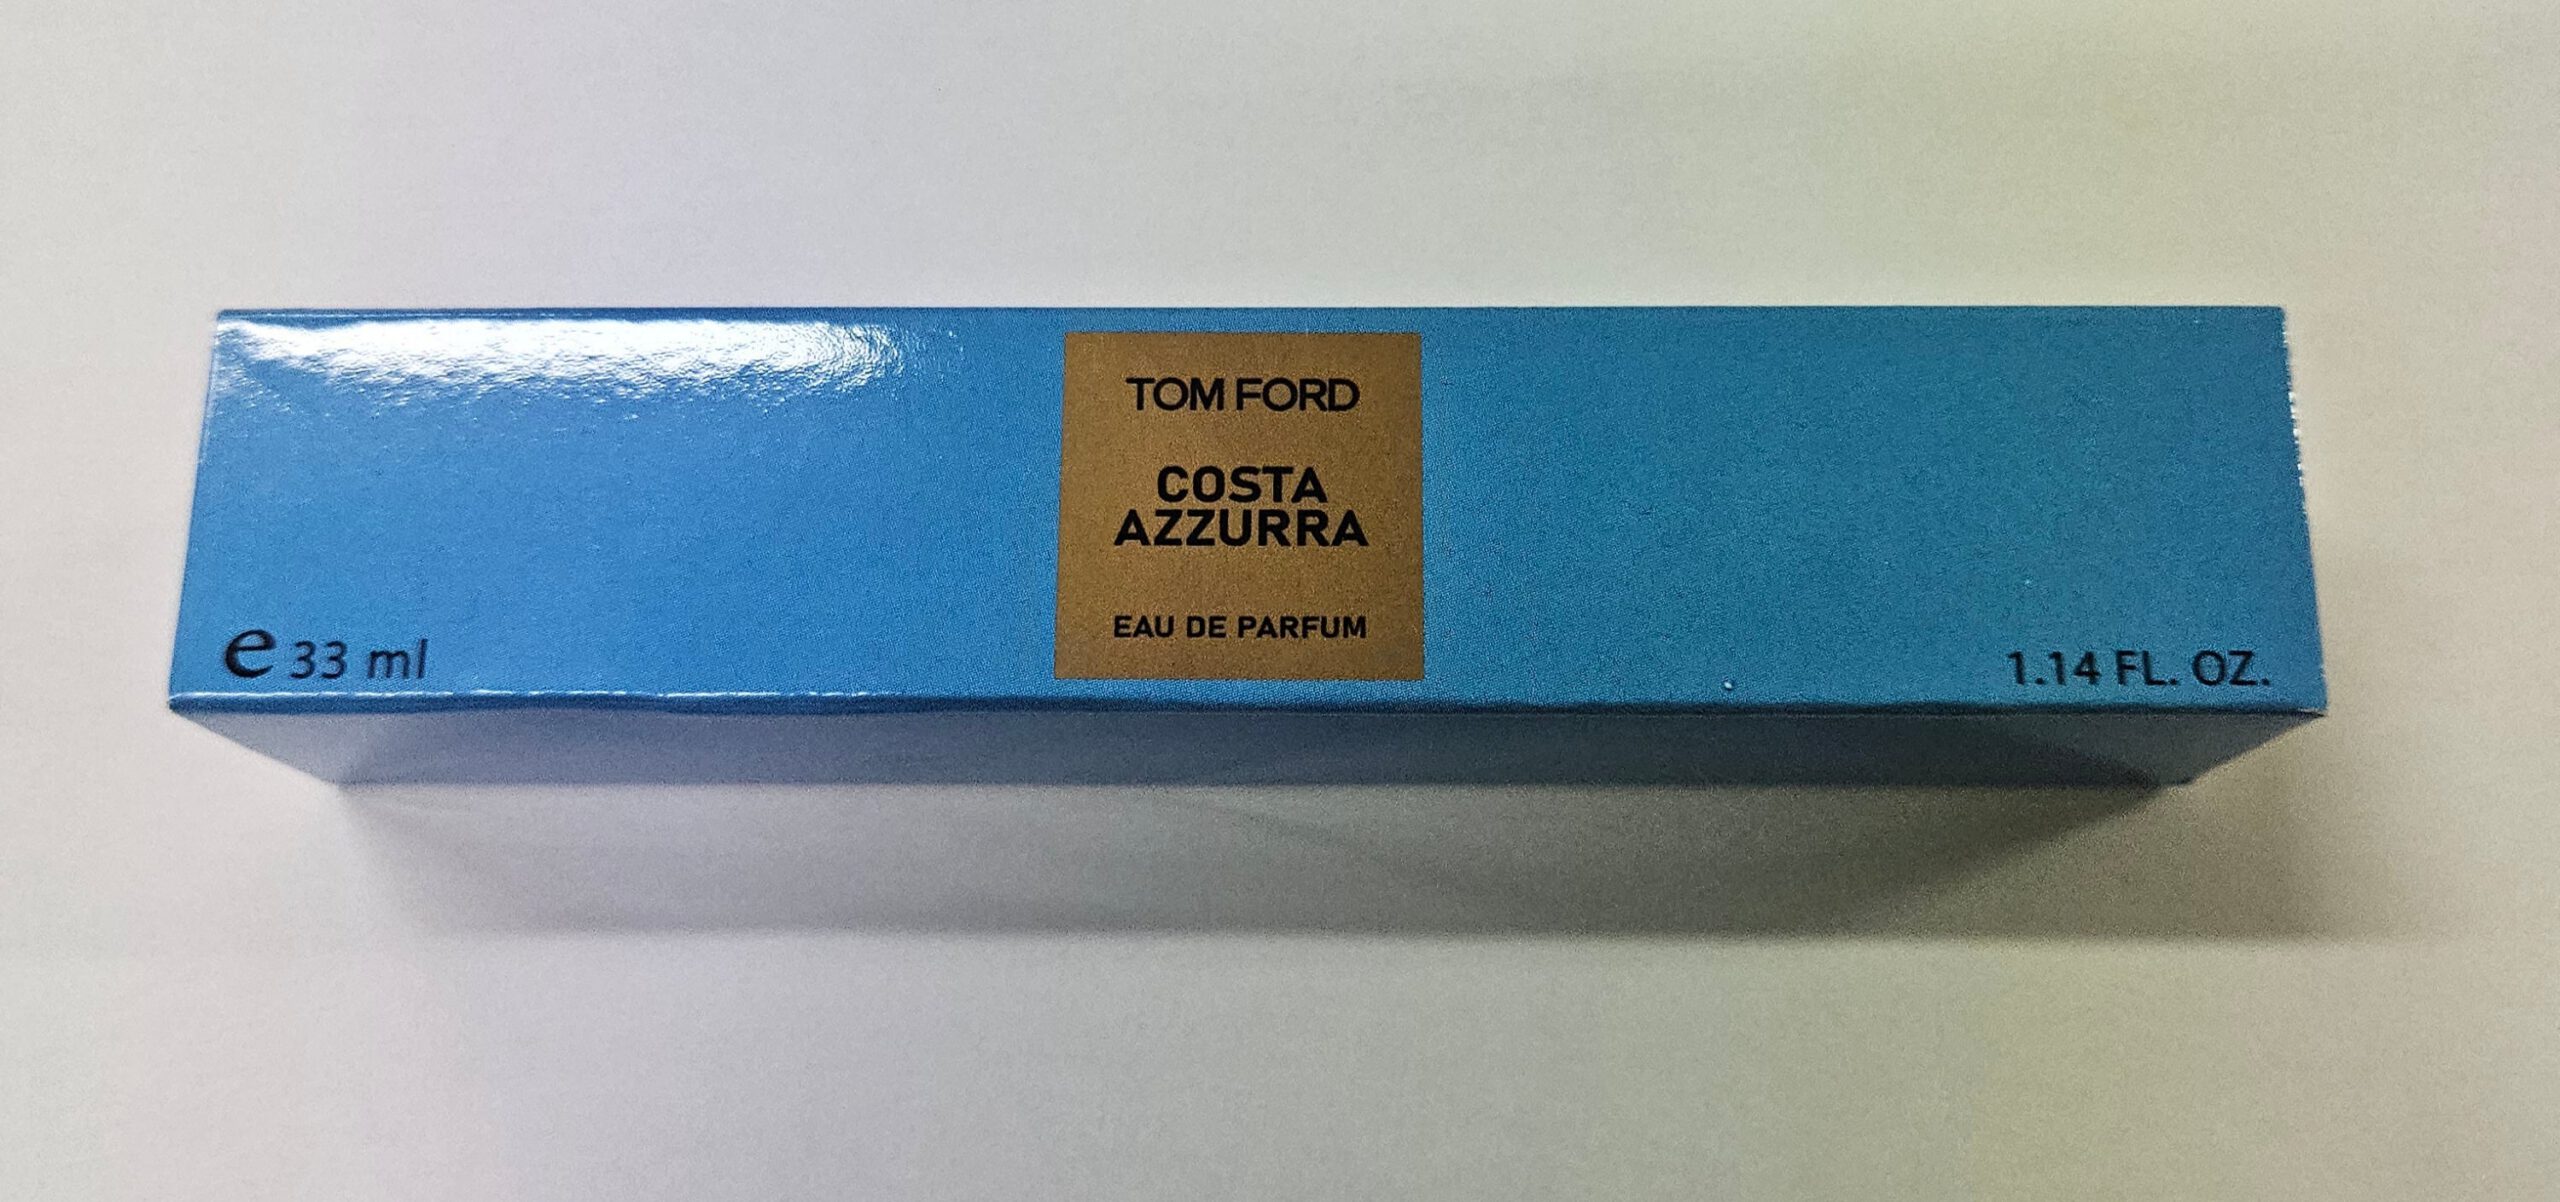 TOM FORD
COSTA
AZZURRA
EAU DE PARFUM
e 33 ml
1.14 FL. OZ.